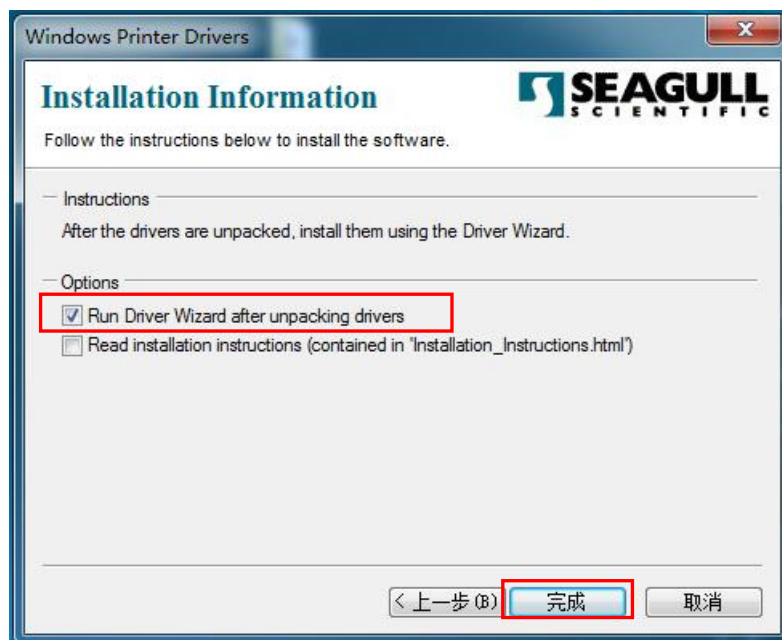 Windows Printer Drivers
Installation Information
SEAGULL
SCIENTIFIC
Follow the instructions below to install the software.
Instructions
After the drivers are unpacked, install them using the Driver Wizard.
Options
Run Driver Wizard after unpacking drivers
Read installation instructions (contained in 'Installation_Instructions.html')
< 上一步(B) 完成 取消